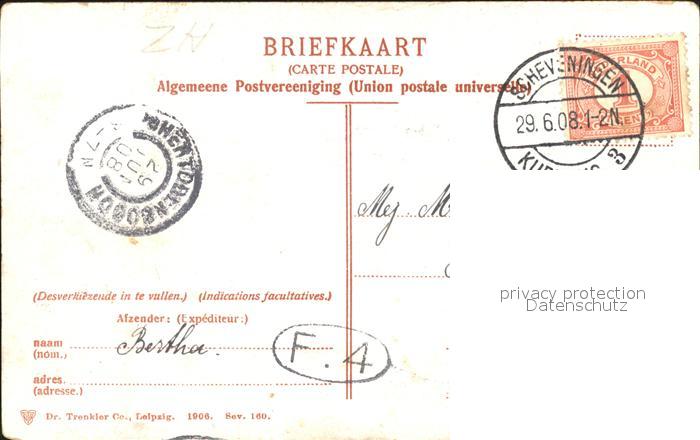 ZH
BRIEFKAART
(CARTE POSTALE)
Algemeene Postvereeniging (Union postale universelle)
SCHEVENINGEN
29.6.08.1-2N
KUR
3
1
CENT
Mej. M.
privacy protection
Datenschutz
(Desverkiezende in te vullen.) (Indications facultatives.)
Afzender: (Expéditeur:)
naam
(nom.)
Bertha.
F. 4
adres.
(adresse.)
Dr. Trenkler Co., Leipzig. 1906. Sev. 160.